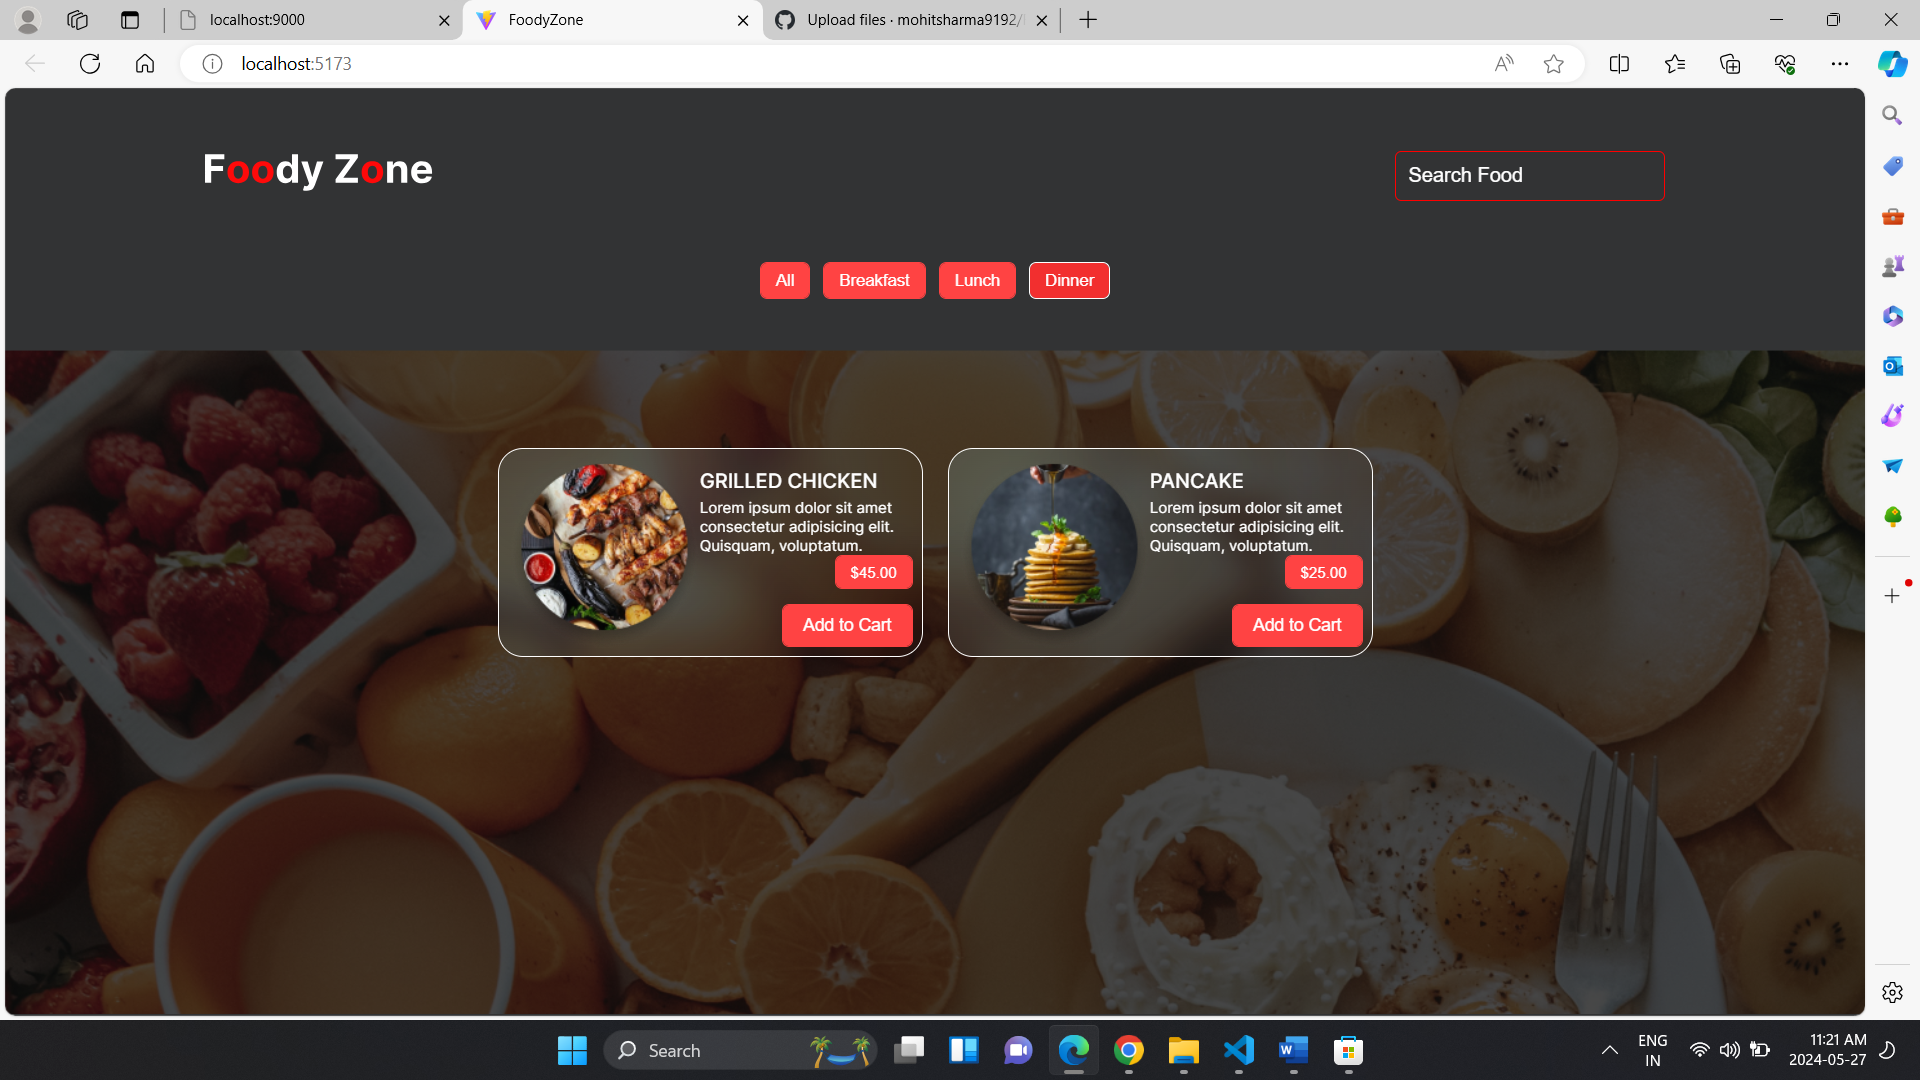 localhost:9000
FoodyZone
Upload files · mohitsharma9192/
localhost:5173
Foody Zone
Search Food
All
Breakfast
Lunch
Dinner
GRILLED CHICKEN
Lorem ipsum dolor sit amet
consectetur adipisicing elit.
Quisquam, voluptatum.
$45.00
Add to Cart
PANCAKE
Lorem ipsum dolor sit amet
consectetur adipisicing elit.
Quisquam, voluptatum.
$25.00
Add to Cart
Search
ENG
IN
11:21 AM
2024-05-27